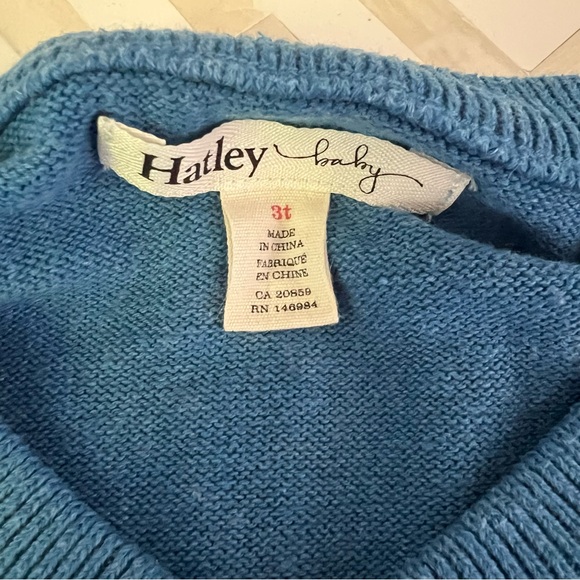 Hatley baby
3t
MADE
IN CHINA
FABRIQUÉ
EN CHINE
CA 20859
RN 146984